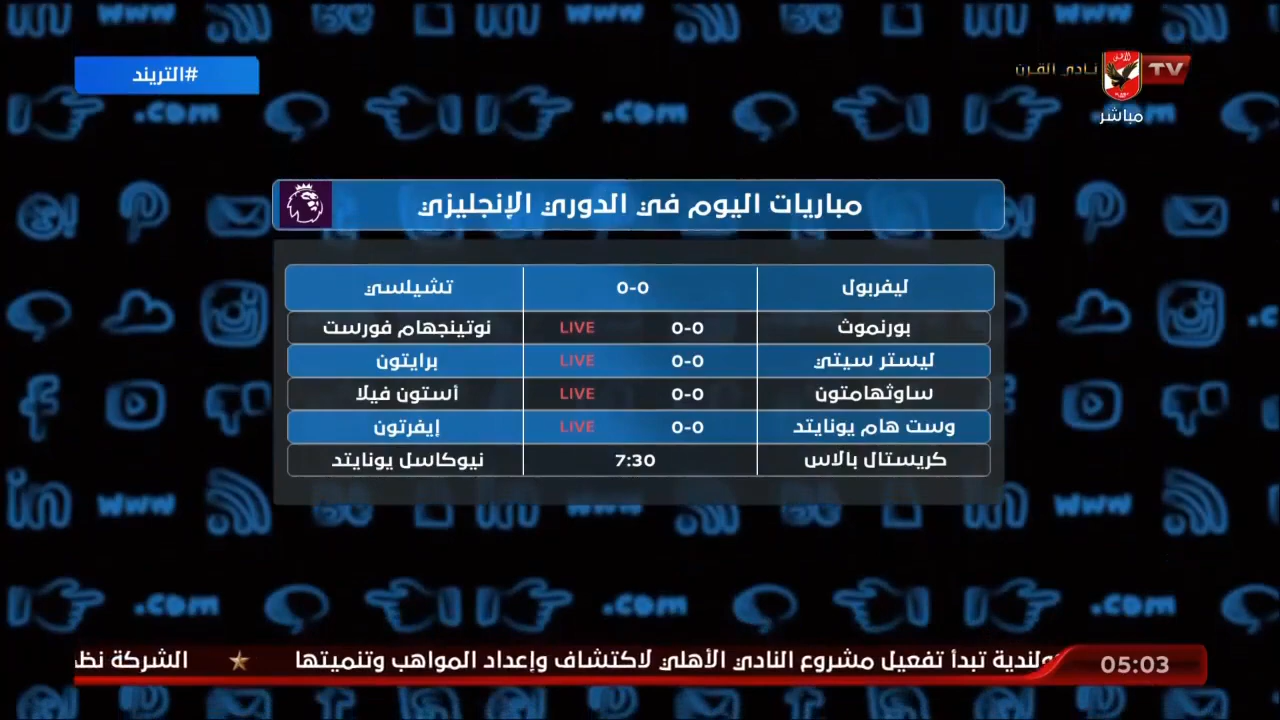 #التريند
نادي القرن
TV
مباشر
مباريات اليوم في الدوري الإنجليزي
ليفربول 0-0 تشيلسي
بورنموث 0-0 LIVE نوتينجهام فورست
ليستر سيتي 0-0 LIVE برايتون
ساوثهامتون 0-0 LIVE أستون فيلا
وست هام يونايتد 0-0 LIVE إيفرتون
كريستال بالاس 7:30 نيوكاسل يونايتد
05:03
تبدأ تفعيل مشروع النادي الأهلي لاكتشاف وإعداد المواهب وتنميتها ★ الشركة